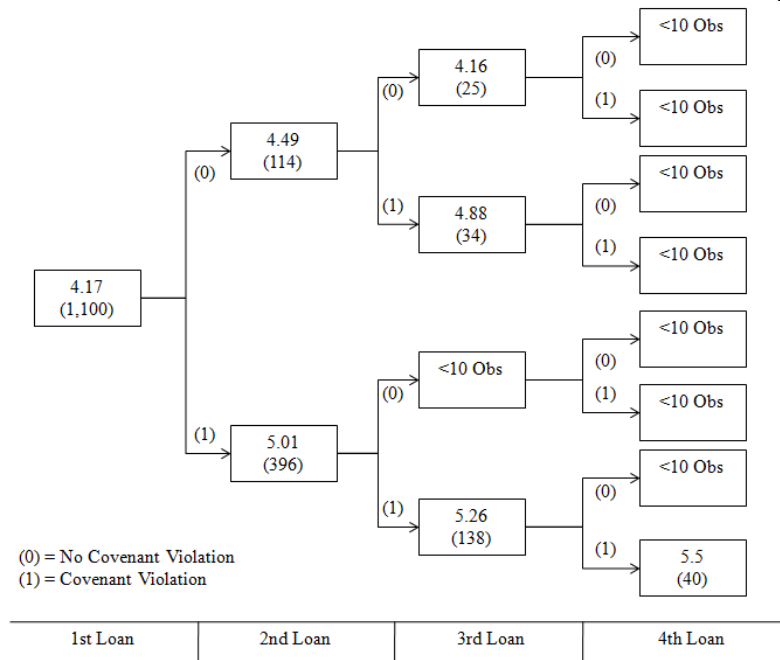 <10 Obs
(0)
4.16
(25)
(0)
(1)
<10 Obs
4.49
(114)
(0)
<10 Obs
(1)
4.88
(34)
(0)
(1)
<10 Obs
4.17
(1,100)
<10 Obs
(0)
<10 Obs
(0)
(1)
<10 Obs
(1)
5.01
(396)
<10 Obs
(0)
(1)
5.26
(138)
(1)
5.5
(40)
(0) = No Covenant Violation
(1) = Covenant Violation
1st Loan
2nd Loan
3rd Loan
4th Loan